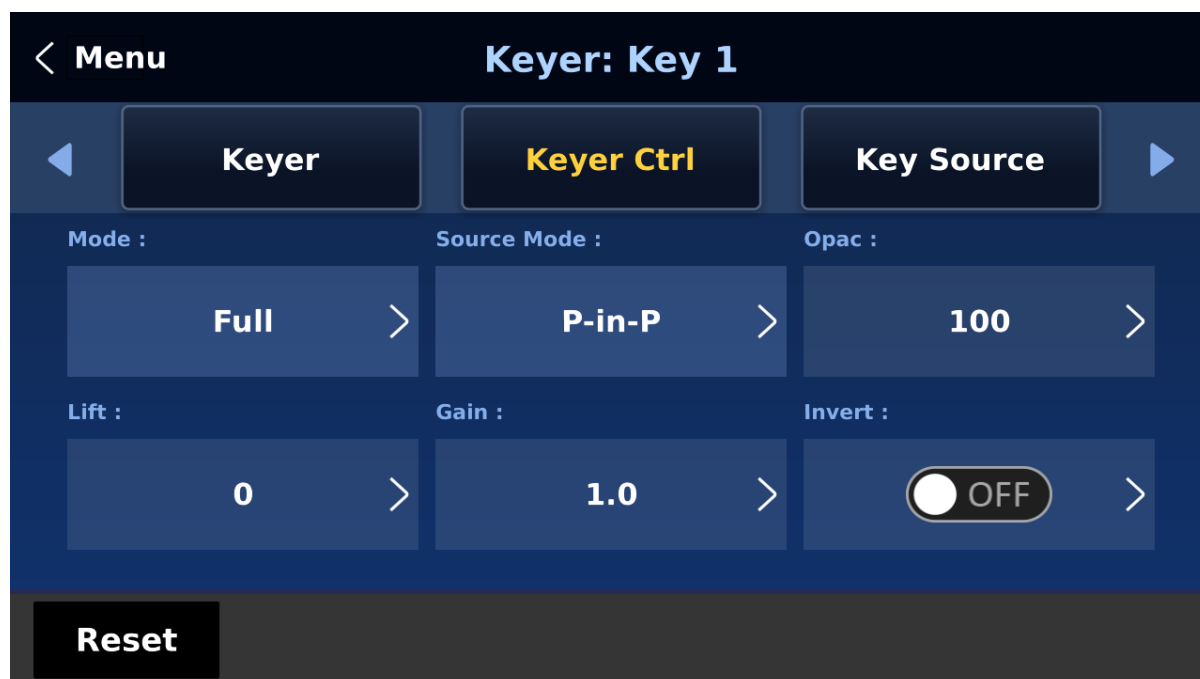 Menu
Keyer: Key 1
Keyer
Keyer Ctrl
Key Source
Mode :
Source Mode :
Opac :
Full
P-in-P
100
Lift :
Gain :
Invert :
0
1.0
OFF
Reset